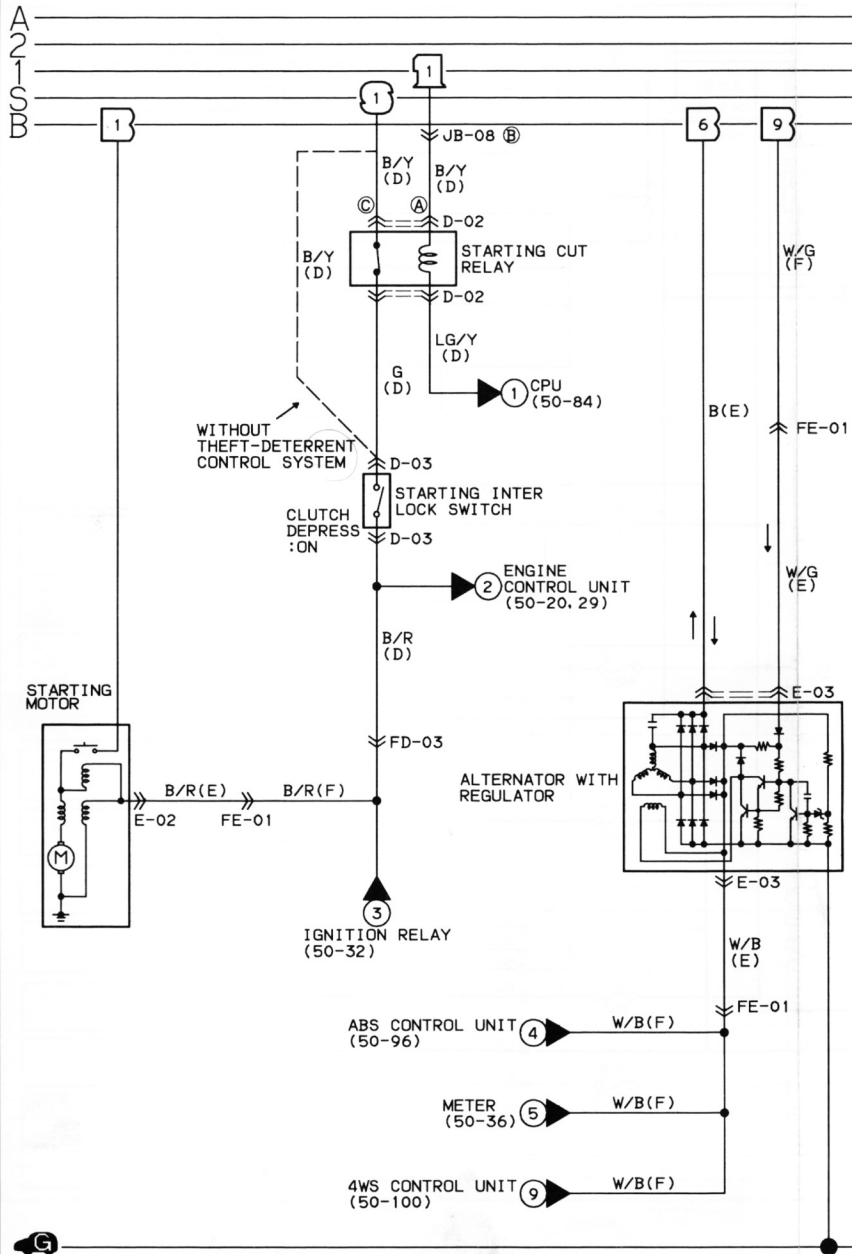 A
2
1
S
B
1
1
1
6
9
JB-08 Ⓑ
B/Y
(D)
B/Y
(D)
Ⓒ
Ⓐ
D-02
B/Y
(D)
STARTING CUT
RELAY
W/G
(F)
D-02
LG/Y
(D)
G
(D)
1
CPU
(50-84)
B(E)
FE-01
WITHOUT
THEFT-DETERRENT
CONTROL SYSTEM
D-03
STARTING INTER
LOCK SWITCH
CLUTCH
DEPRESS
:ON
D-03
2
ENGINE
CONTROL UNIT
(50-20.29)
W/G
(E)
B/R
(D)
STARTING
MOTOR
E-03
FD-03
ALTERNATOR WITH
REGULATOR
B/R(E)
B/R(F)
E-02
FE-01
M
E-03
3
IGNITION RELAY
(50-32)
W/B
(E)
FE-01
ABS CONTROL UNIT
(50-96)
4
W/B(F)
METER
(50-36)
5
W/B(F)
4WS CONTROL UNIT
(50-100)
9
W/B(F)
G